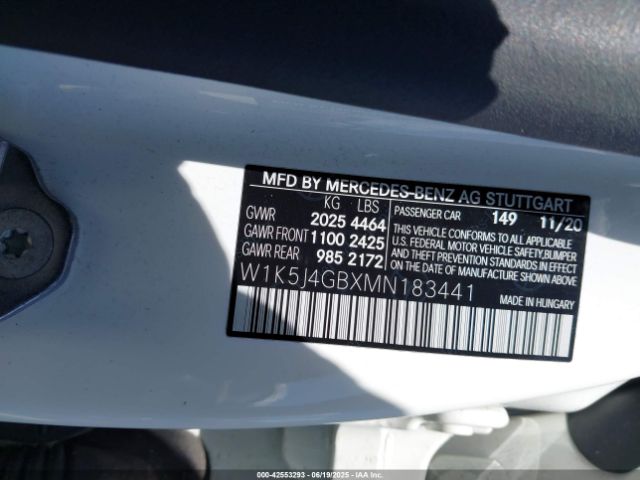 MFD BY MERCEDES-BENZ AG STUTTGART
KG LBS
GVWR 2025 4464
GAWR FRONT 1100 2425
GAWR REAR 985 2172
PASSENGER CAR 149 11/20
THIS VEHICLE CONFORMS TO ALL APPLICABLE
U.S. FEDERAL MOTOR VEHICLE SAFETY, BUMPER
AND THEFT PREVENTION STANDARDS IN EFFECT
ON THE DATE OF MANUFACTURE SHOWN ABOVE.
W1K5J4GBXMN183441
MADE IN HUNGARY
000-42553293 - 06/19/2025 - IAAI.COM